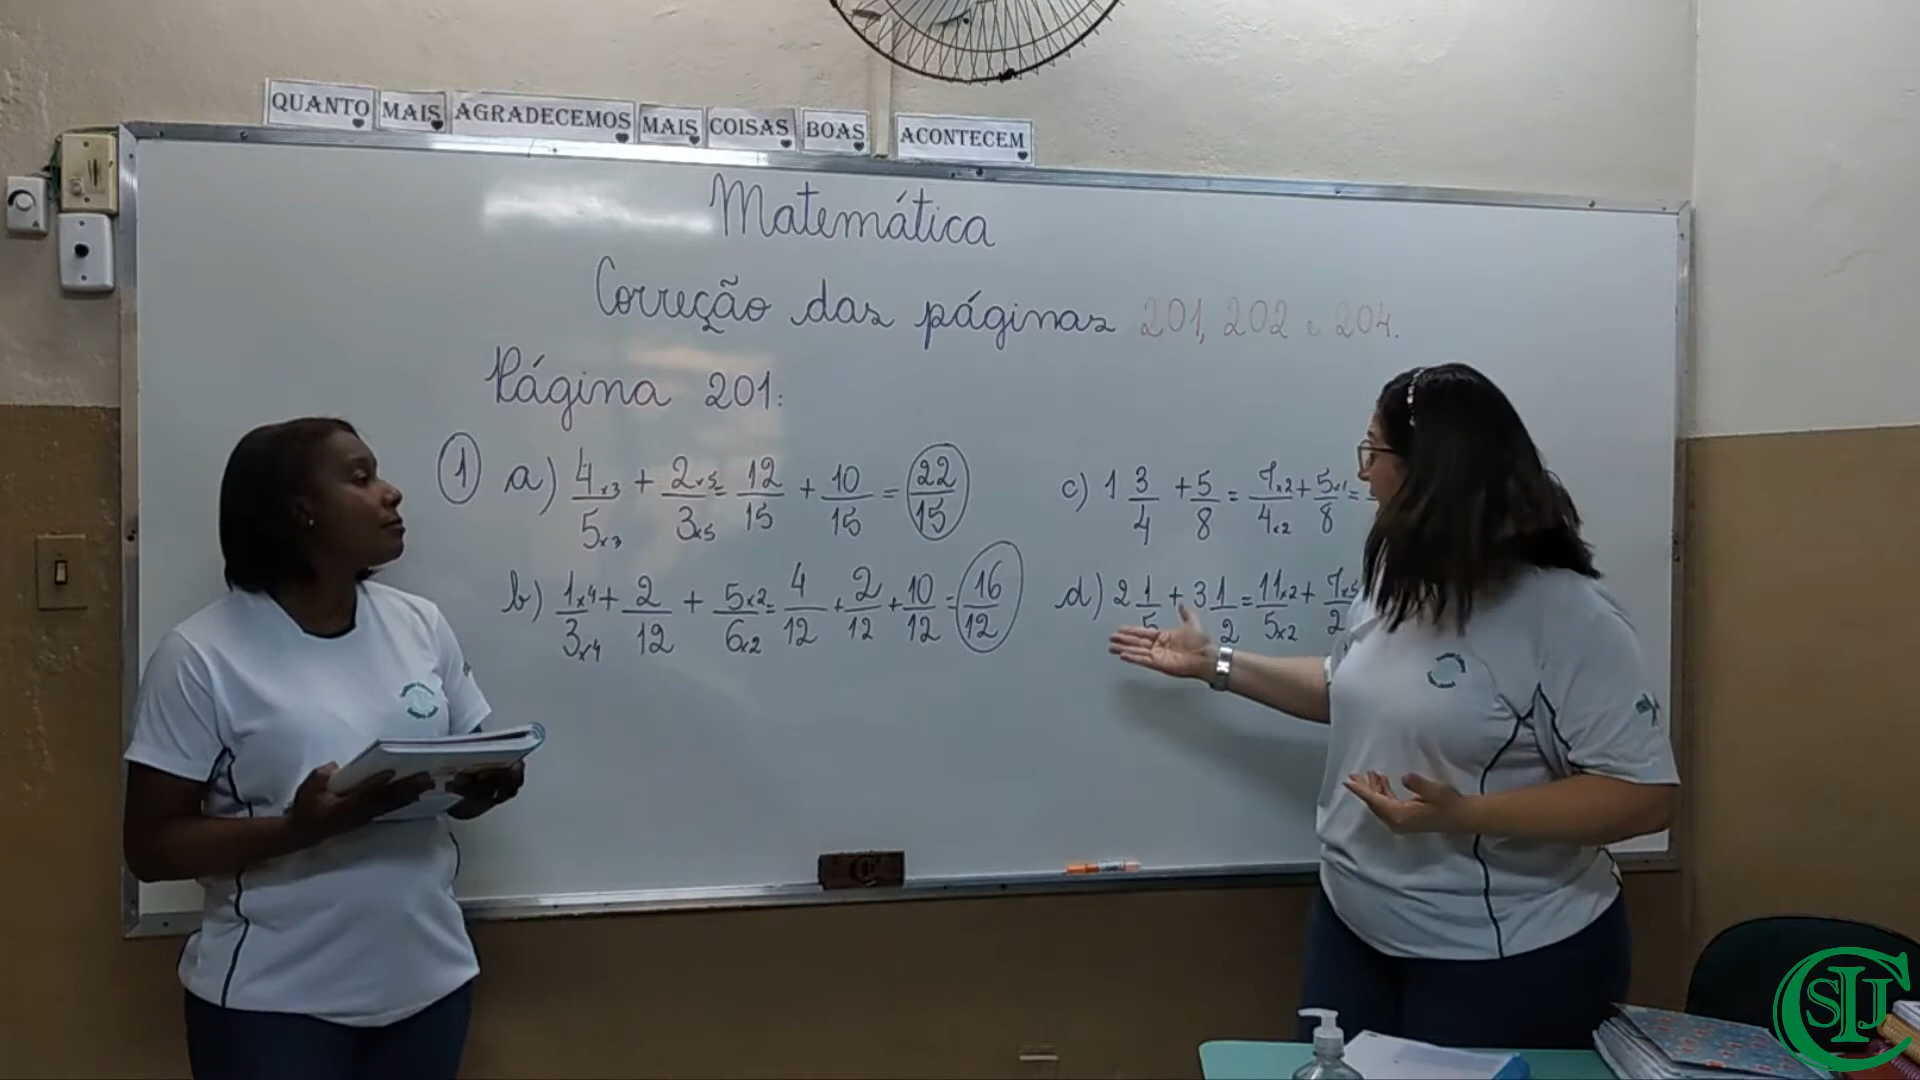 QUANTO MAIS AGRADECEMOS MAIS COISAS BOAS ACONTECEM
Matemática
Correção das páginas 201, 202 e 204.
Página 201:
1 a) 4x3/5x3 + 2x5/3x5 = 12/15 + 10/15 = 22/15
b) 1x4/3x4 + 2/12 + 5x2/6x2 = 4/12 + 2/12 + 10/12 = 16/12
c) 1 3/4 + 5/8 = 7x2/4x2 + 5x1/8 =
d) 2 1/5 + 3 1/2 = 11x2/5x2 + 7x5/2
CSIJ